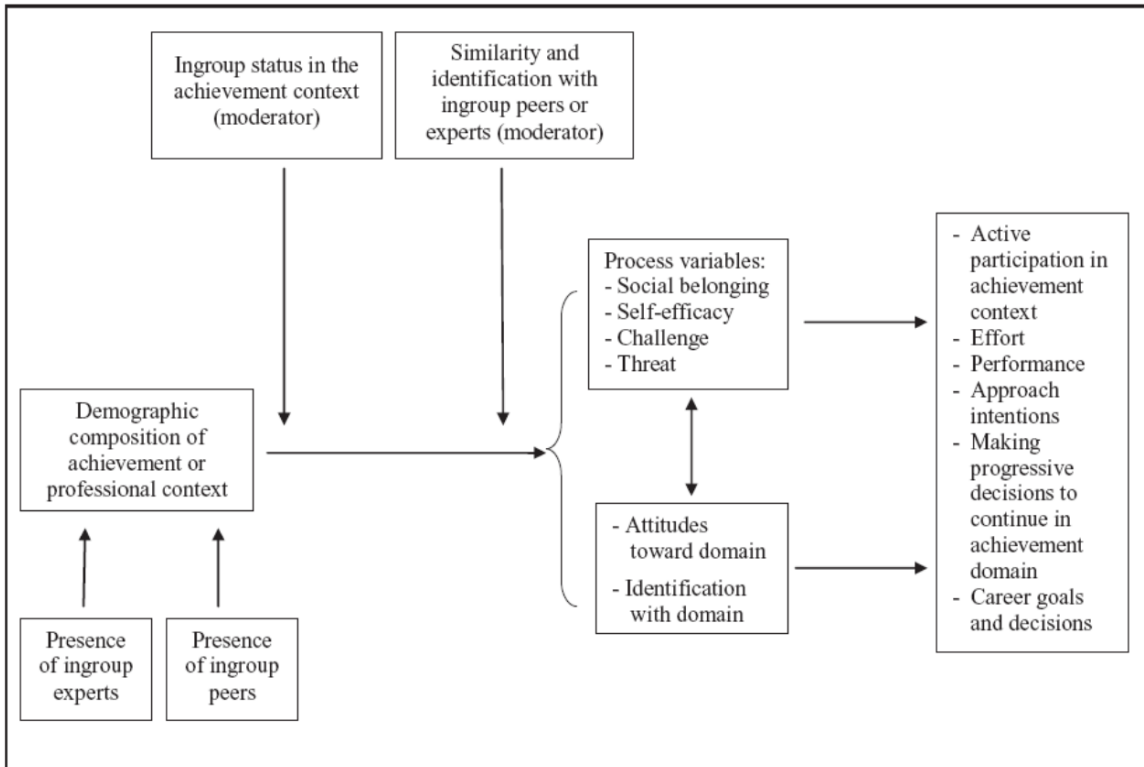 Ingroup status in the
achievement context
(moderator)
Similarity and
identification with
ingroup peers or
experts (moderator)
Demographic
composition of
achievement or
professional context
Presence
of ingroup
experts
Presence
of ingroup
peers
Process variables:
- Social belonging
- Self-efficacy
- Challenge
- Threat
- Attitudes
toward domain
- Identification
with domain
- Active
participation in
achievement
context
- Effort
- Performance
- Approach
intentions
- Making
progressive
decisions to
continue in
achievement
domain
- Career goals
and decisions